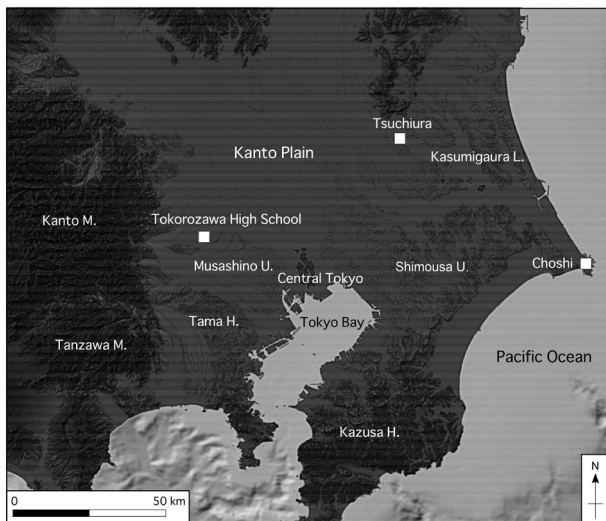 Tsuchiura
Kanto Plain
Kasumigaura L.
Kanto M.
Tokorozawa High School
Musashino U.
Central Tokyo
Shimousa U.
Choshi
Tama H.
Tokyo Bay
Tanzawa M.
Pacific Ocean
Kazusa H.
N
0 50 km